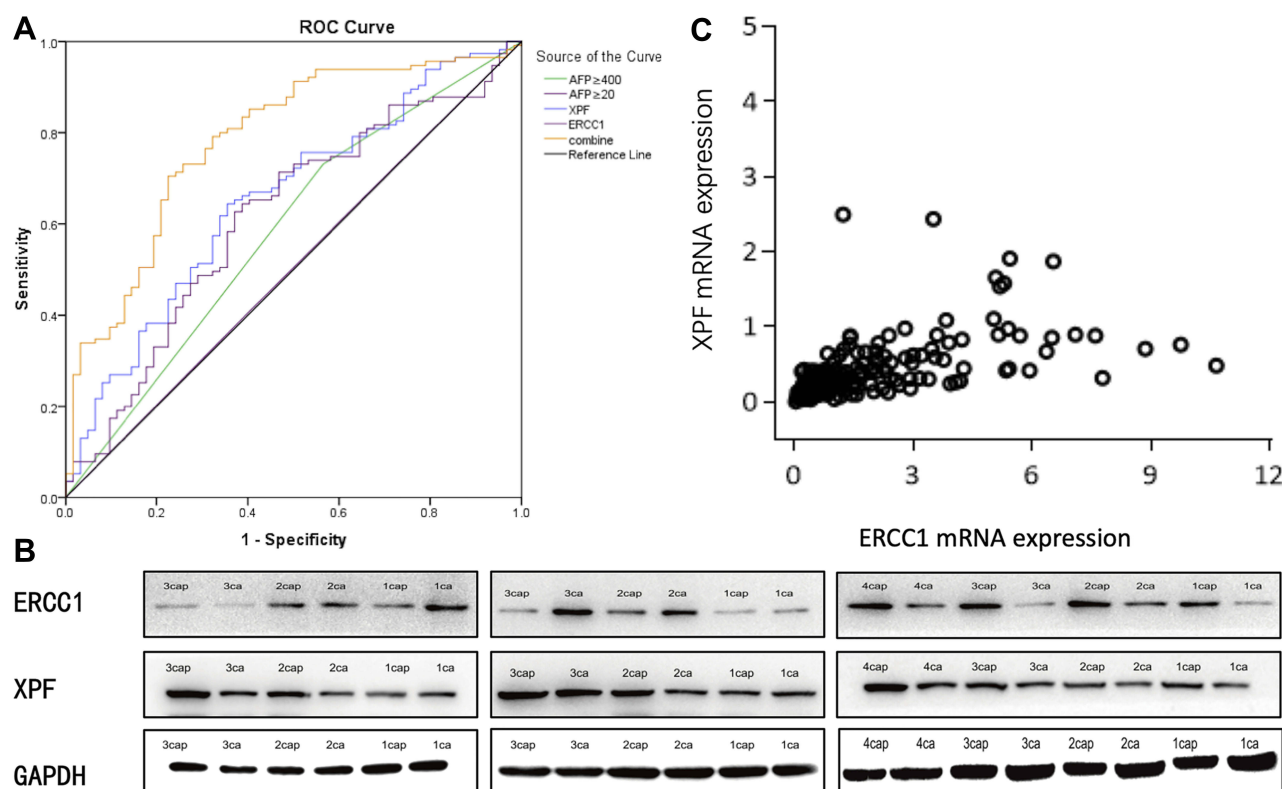 A
ROC Curve
Sensitivity
1.0
0.8
0.6
0.4
0.2
0.0
0.0 0.2 0.4 0.6 0.8 1.0
1 - Specificity
Source of the Curve
AFP≥400
AFP≥20
XPF
ERCC1
combine
Reference Line
C
XPF mRNA expression
5
4
3
2
1
0
0 3 6 9 12
ERCC1 mRNA expression
B
ERCC1
3cap 3ca 2cap 2ca 1cap 1ca
3cap 3ca 2cap 2ca 1cap 1ca
4cap 4ca 3cap 3ca 2cap 2ca 1cap 1ca
XPF
3cap 3ca 2cap 2ca 1cap 1ca
3cap 3ca 2cap 2ca 1cap 1ca
4cap 4ca 3cap 3ca 2cap 2ca 1cap 1ca
GAPDH
3cap 3ca 2cap 2ca 1cap 1ca
3cap 3ca 2cap 2ca 1cap 1ca
4cap 4ca 3cap 3ca 2cap 2ca 1cap 1ca